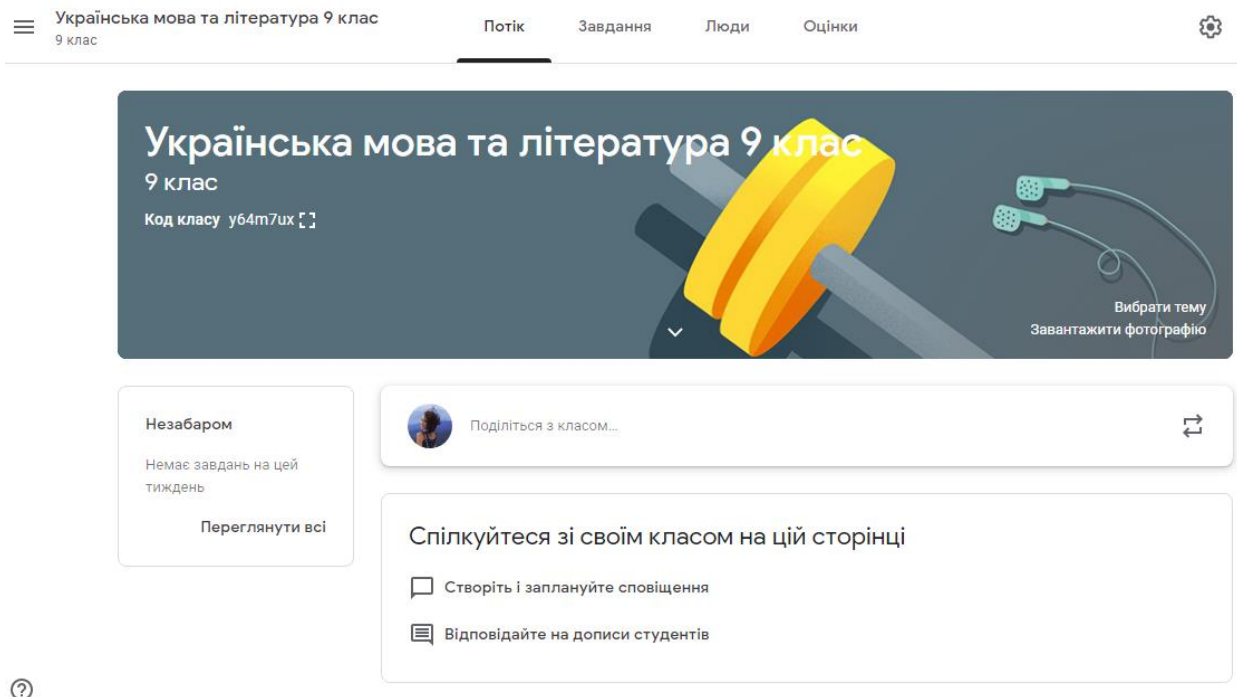 Українська мова та література 9 клас
9 клас
Потік Завдання Люди Оцінки
Українська мова та література 9 клас
9 клас
Код класу y64m7ux
Вибрати тему
Завантажити фотографію
Незабаром
Немає завдань на цей
тиждень
Переглянути всі
Поділіться з класом...
Спілкуйтеся зі своїм класом на цій сторінці
Створіть і заплануйте сповіщення
Відповідайте на дописи студентів